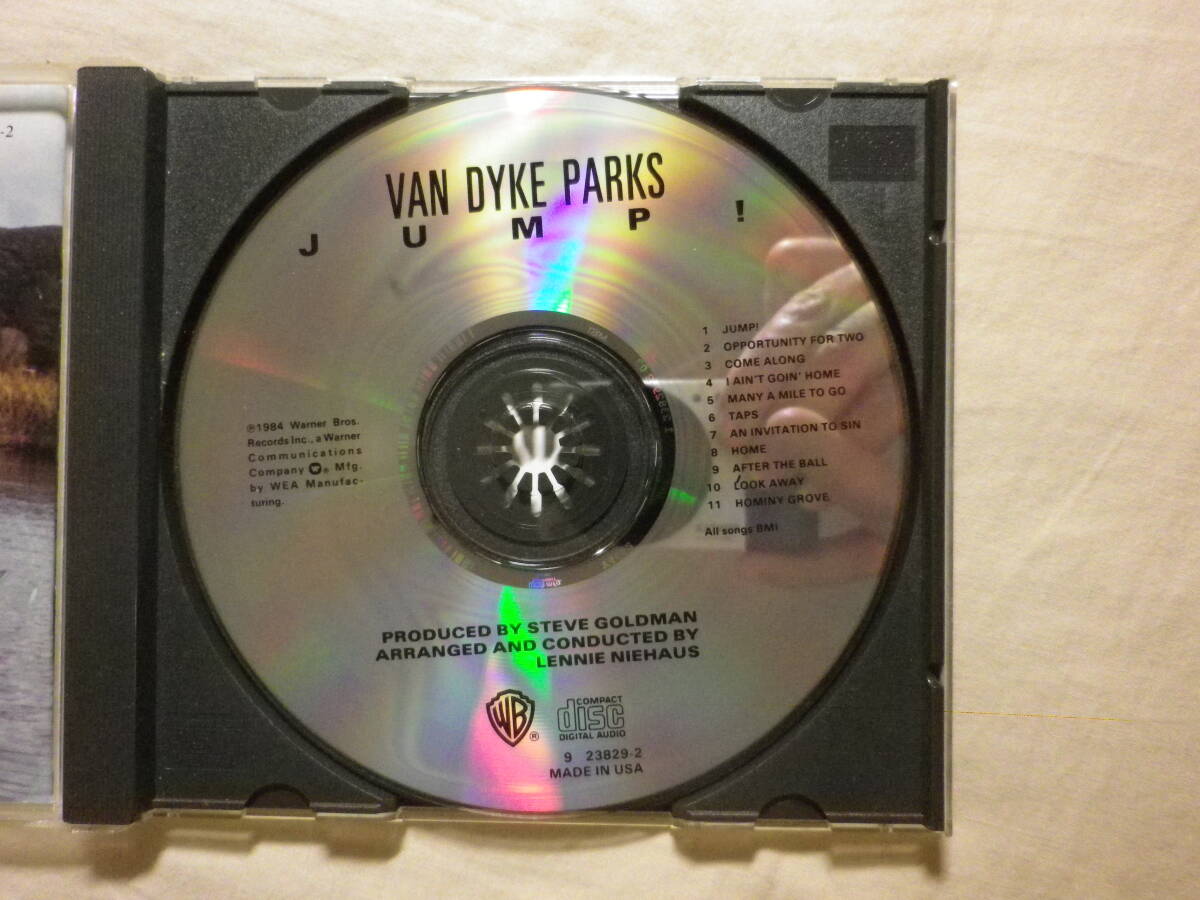 -2
VAN DYKE PARKS
JUMP!
1 JUMP!
2 OPPORTUNITY FOR TWO
3 COME ALONG
4 I AIN'T GOIN' HOME
5 MANY A MILE TO GO
6 TAPS
7 AN INVITATION TO SIN
8 HOME
9 AFTER THE BALL
10 LOOK AWAY
11 HOMINY GROVE
All songs BMI
℗1984 Warner Bros.
Records Inc., a Warner
Communications
Company ® Mfg.
by WEA Manufac-
turing.
PRODUCED BY STEVE GOLDMAN
ARRANGED AND CONDUCTED BY
LENNIE NIEHAUS
WB ®
COMPACT
disc
DIGITAL AUDIO
9 23829-2
MADE IN USA